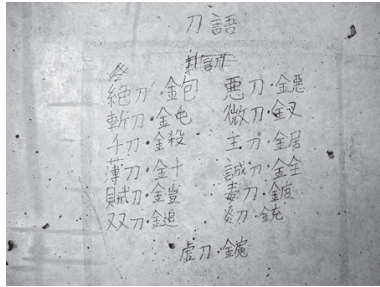 刀語
絶刀・鉋
斬刀・鈍
千刀・鎩
薄刀・針
賊刀・鎧
双刀・鎚
悪刀・鐚
微刀・釵
主刀・鋸
誠刀・銓
毒刀・鍍
炎刀・銃
虚刀・